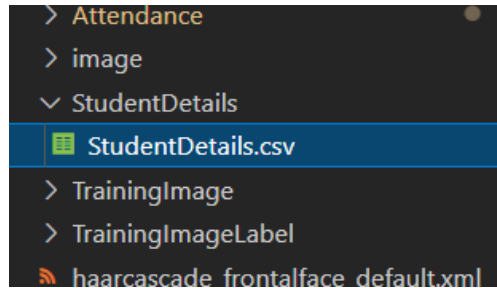 Attendance
image
StudentDetails
StudentDetails.csv
TrainingImage
TrainingImageLabel
haarcascade_frontalface_default.xml